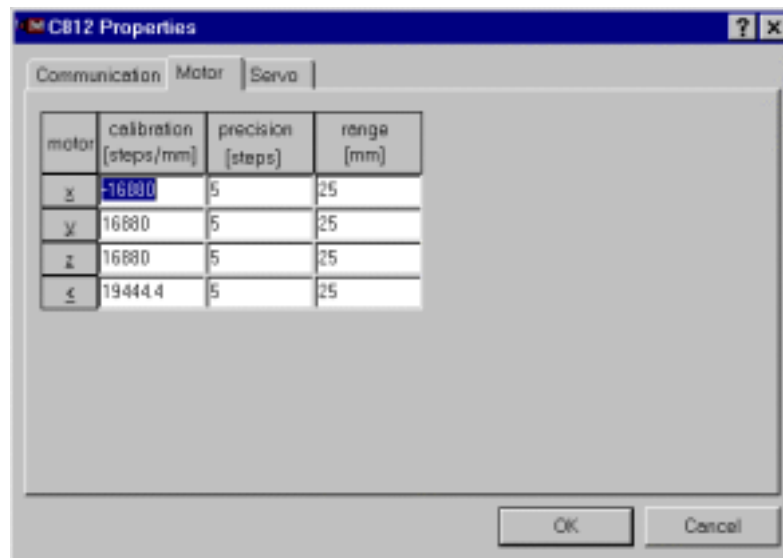 C812 Properties
? x
Communication Motor Servo
motor calibration [steps/mm] precision [steps] range [mm]
x -16880 5 25
y 16880 5 25
z 16880 5 25
19444.4 5 25
OK Cancel